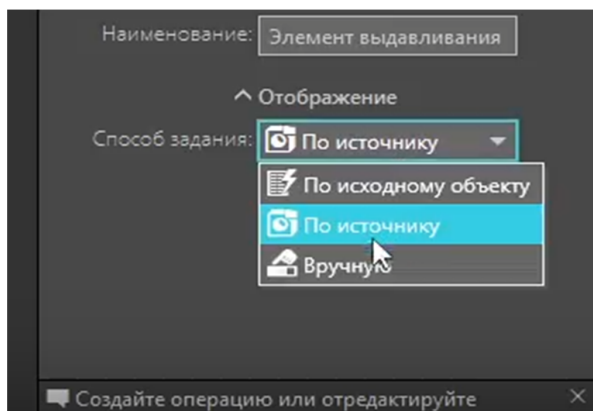 Наименование: Элемент выдавливания
Отображение
Способ задания: По источнику
По исходному объекту
По источнику
Вручную
Создайте операцию или отредактируйте